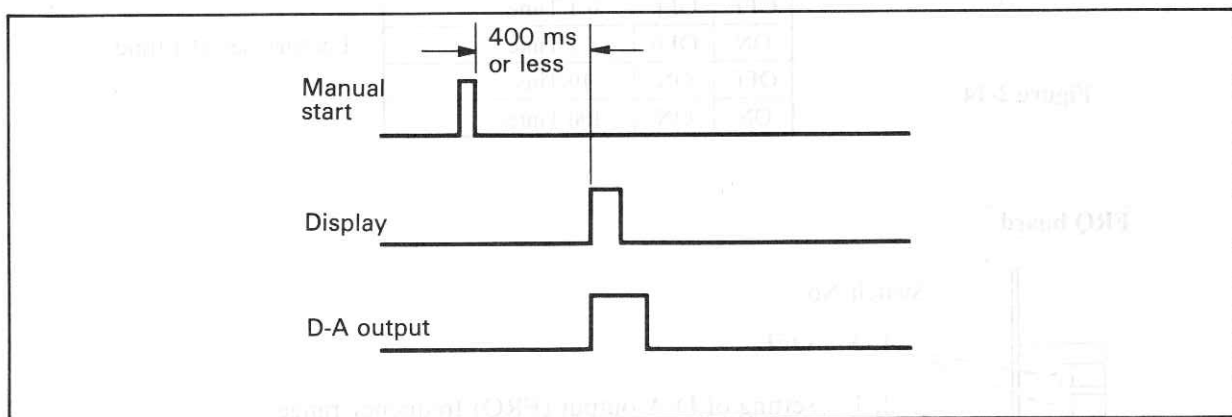 400 ms
or less
Manual
start
Display
D-A output